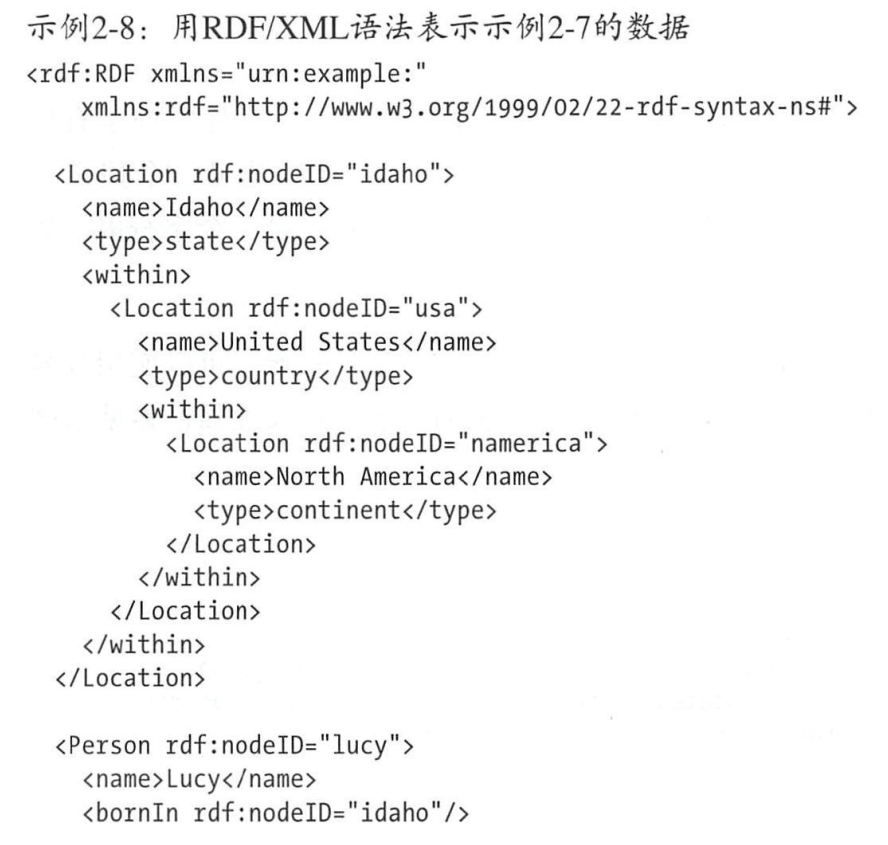 示例2-8： 用RDF/XML语法表示示例2-7的数据
<rdf:RDF xmlns="urn:example:"
    xmlns:rdf="http://www.w3.org/1999/02/22-rdf-syntax-ns#">

  <Location rdf:nodeID="idaho">
    <name>Idaho</name>
    <type>state</type>
    <within>
      <Location rdf:nodeID="usa">
        <name>United States</name>
        <type>country</type>
        <within>
          <Location rdf:nodeID="namerica">
            <name>North America</name>
            <type>continent</type>
          </Location>
        </within>
      </Location>
    </within>
  </Location>

  <Person rdf:nodeID="lucy">
    <name>Lucy</name>
    <bornIn rdf:nodeID="idaho"/>